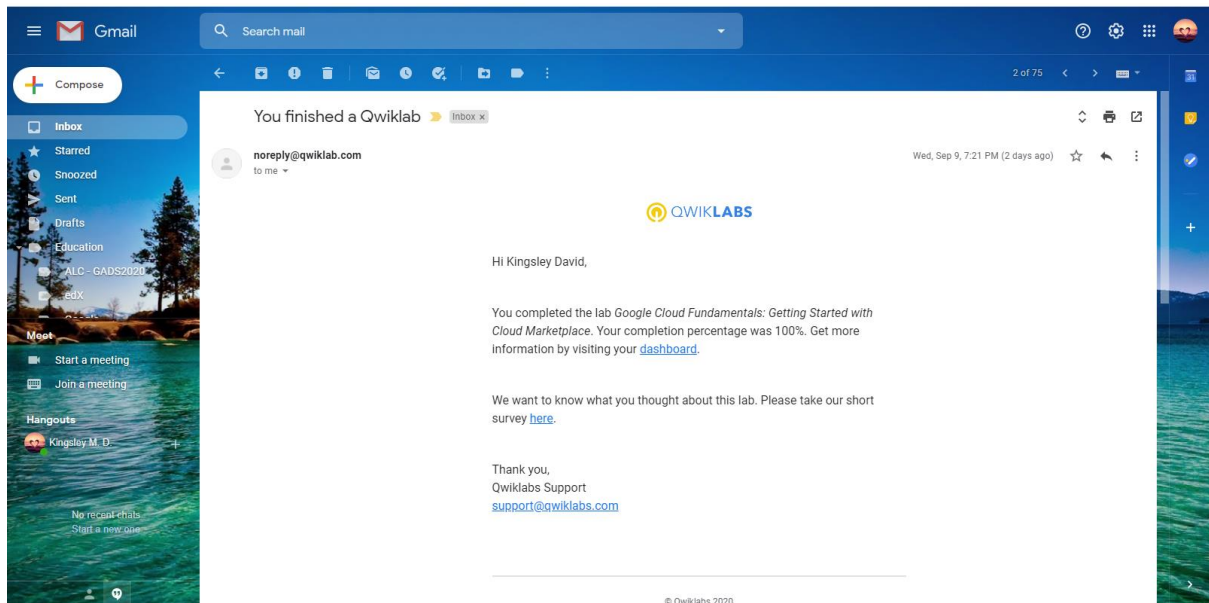 Gmail
Search mail
Compose
2 of 75
Inbox
Starred
Snoozed
Sent
Drafts
Education
ALC - GADS2020
edX
Meet
Start a meeting
Join a meeting
Hangouts
Kingsley M. D.
No recent chats
Start a new one
You finished a Qwiklab
Inbox x
noreply@qwiklab.com
Wed, Sep 9, 7:21 PM (2 days ago)
to me
QWIKLABS
Hi Kingsley David,
You completed the lab Google Cloud Fundamentals: Getting Started with
Cloud Marketplace. Your completion percentage was 100%. Get more
information by visiting your dashboard.
We want to know what you thought about this lab. Please take our short
survey here.
Thank you,
Qwiklabs Support
support@qwiklabs.com
© Qwiklabs 2020